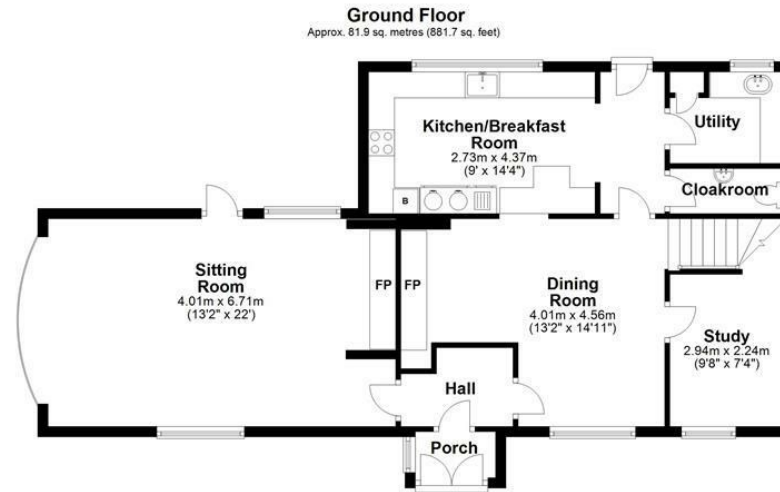 Ground Floor
Approx. 81.9 sq. metres (881.7 sq. feet)
Kitchen/Breakfast
Room
2.73m x 4.37m
(9' x 14'4")
Utility
Cloakroom
B
Sitting
Room
4.01m x 6.71m
(13'2" x 22')
FP
FP
Dining
Room
4.01m x 4.56m
(13'2" x 14'11")
Study
2.94m x 2.24m
(9'8" x 7'4")
Hall
Porch